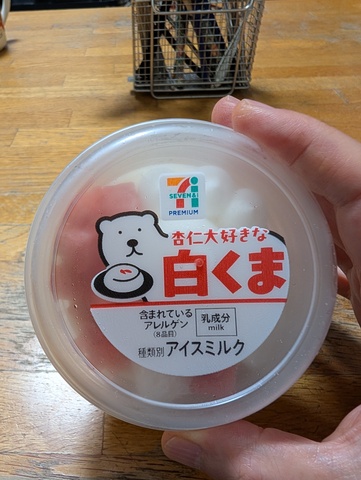 7i
SEVEN&i
PREMIUM
杏仁大好きな
白くま
含まれている
アレルゲン
(8品目)
乳成分
milk
種類別 アイスミルク